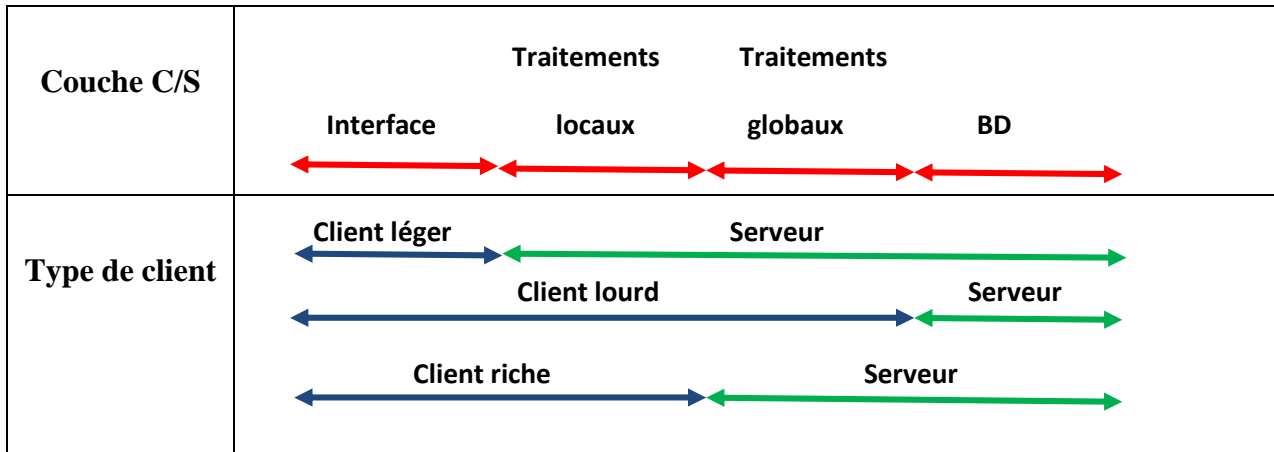 Couche C/S
Traitements Traitements
Interface locaux globaux BD
Type de client
Client léger Serveur
Client lourd Serveur
Client riche Serveur